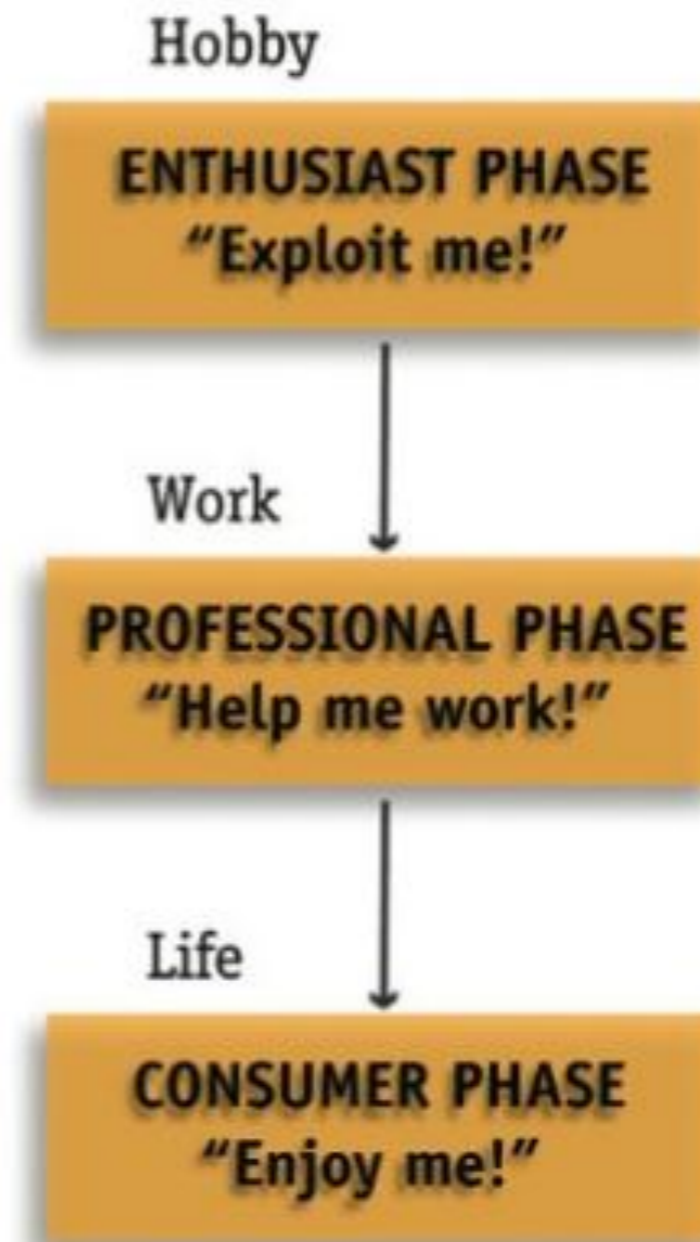 Hobby
ENTHUSIAST PHASE
“Exploit me!”
Work
PROFESSIONAL PHASE
“Help me work!”
Life
CONSUMER PHASE
“Enjoy me!”